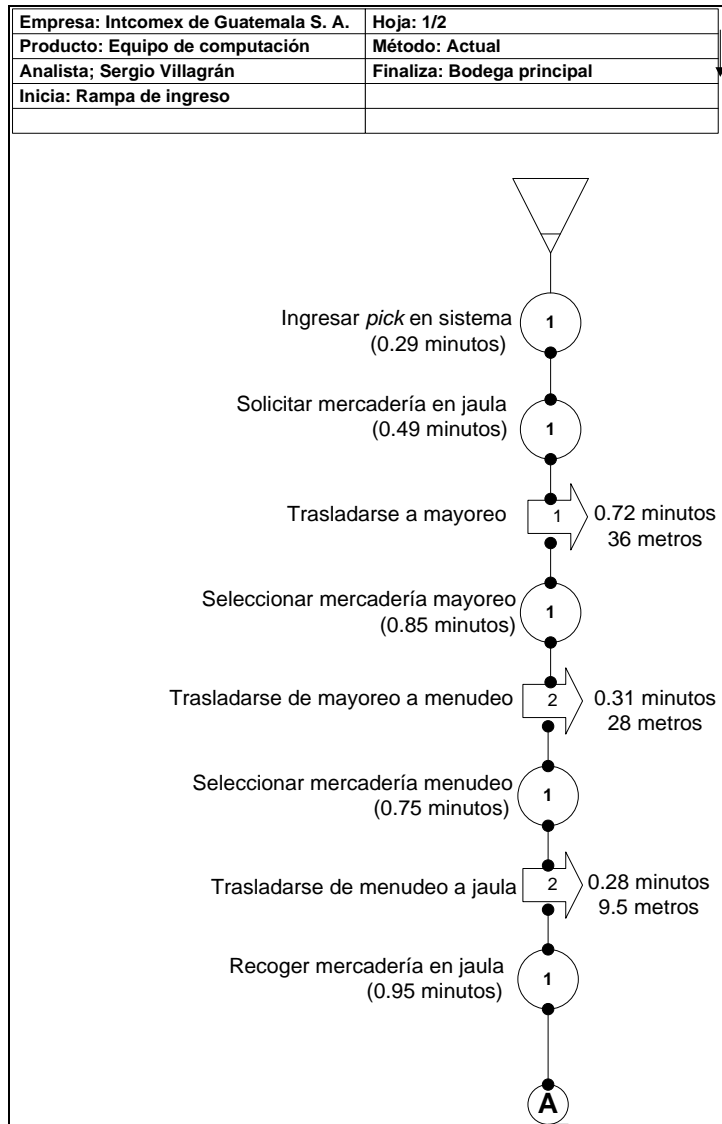 Empresa: Intcomex de Guatemala S. A.
Hoja: 1/2
Producto: Equipo de computación
Método: Actual
Analista; Sergio Villagrán
Finaliza: Bodega principal
Inicia: Rampa de ingreso
Ingresar pick en sistema
(0.29 minutos)
1
Solicitar mercadería en jaula
(0.49 minutos)
1
Trasladarse a mayoreo
1
0.72 minutos
36 metros
Seleccionar mercadería mayoreo
(0.85 minutos)
1
Trasladarse de mayoreo a menudeo
2
0.31 minutos
28 metros
Seleccionar mercadería menudeo
(0.75 minutos)
1
Trasladarse de menudeo a jaula
2
0.28 minutos
9.5 metros
Recoger mercadería en jaula
(0.95 minutos)
1
A